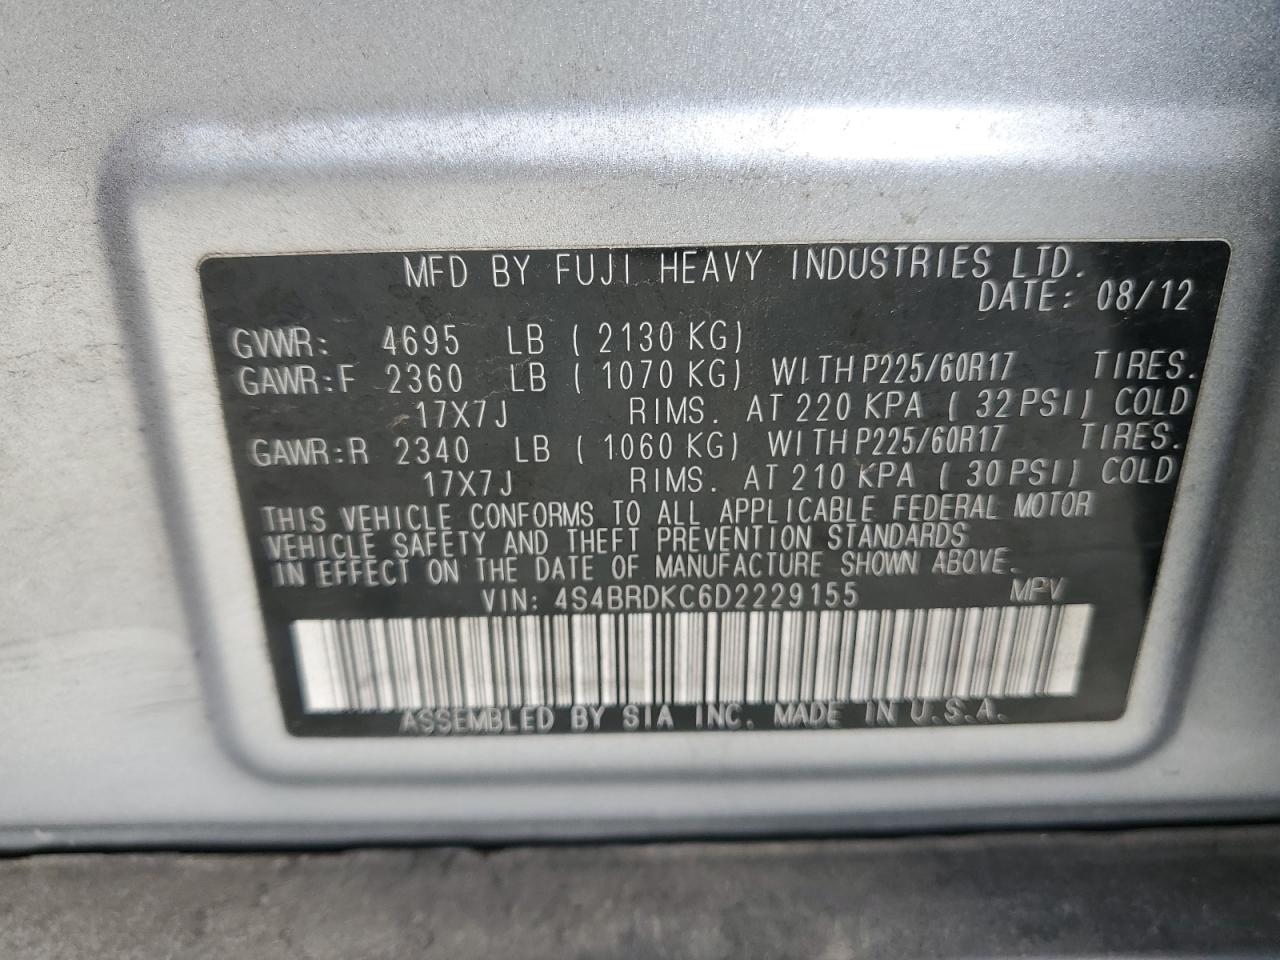 MFD BY FUJI HEAVY INDUSTRIES LTD.
DATE: 08/12
GVWR: 4695 LB (2130 KG)
GAWR:F 2360 LB (1070 KG) WITH P225/60R17 TIRES.
17X7J RIMS. AT 220 KPA (32PSI) COLD
GAWR:R 2340 LB (1060 KG) WITH P225/60R17 TIRES.
17X7J RIMS. AT 210 KPA (30PSI) COLD
THIS VEHICLE CONFORMS TO ALL APPLICABLE FEDERAL MOTOR
VEHICLE SAFETY AND THEFT PREVENTION STANDARDS
IN EFFECT ON THE DATE OF MANUFACTURE SHOWN ABOVE.
VIN: 4S4BRDKC6D2229155 MPV
ASSEMBLED BY SIA INC. MADE IN U.S.A.